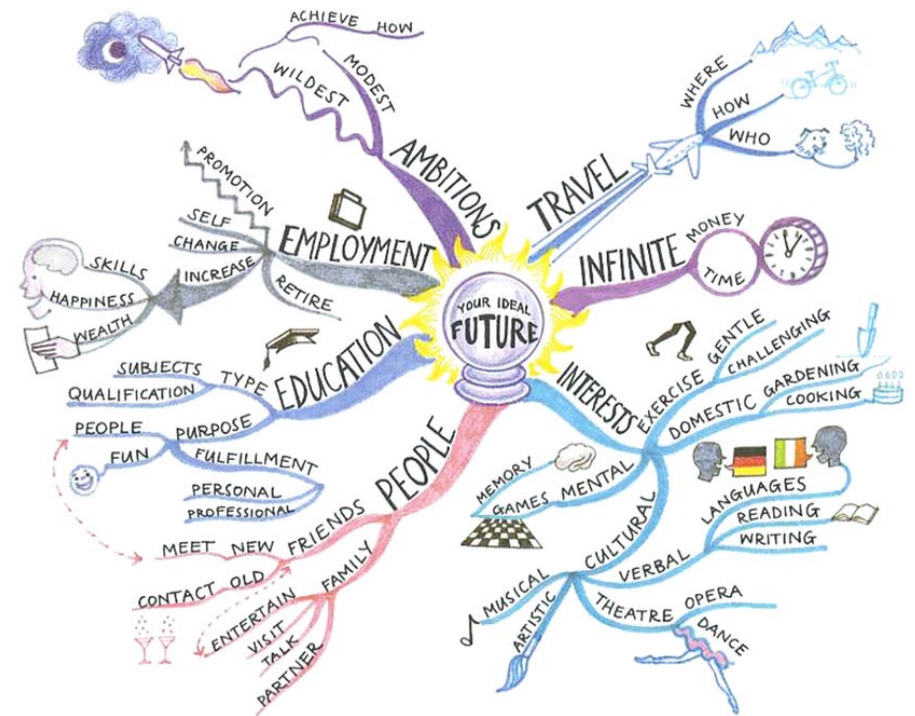 YOUR IDEAL
FUTURE
AMBITIONS
MODEST
WILDEST
ACHIEVE HOW
TRAVEL
WHERE
HOW
WHO
INFINITE
MONEY
TIME
INTERESTS
EXERCISE
GENTLE
CHALLENGING
DOMESTIC
GARDENING
COOKING
MENTAL
MEMORY
GAMES
CULTURAL
VERBAL
LANGUAGES
READING
WRITING
THEATRE
OPERA
DANCE
ARTISTIC
MUSICAL
PEOPLE
FRIENDS
MEET NEW
CONTACT OLD
FAMILY
ENTERTAIN
VISIT
TALK
PARTNER
EDUCATION
TYPE
SUBJECTS
QUALIFICATION
PURPOSE
PEOPLE
FUN
FULFILLMENT
PERSONAL
PROFESSIONAL
EMPLOYMENT
PROMOTION
SELF
CHANGE
INCREASE
SKILLS
HAPPINESS
WEALTH
RETIRE